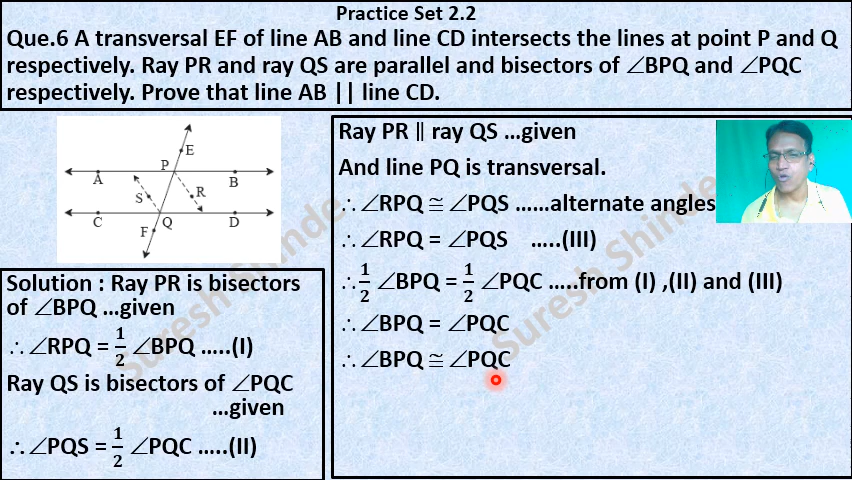 Practice Set 2.2
Que.6 A transversal EF of line AB and line CD intersects the lines at point P and Q
respectively. Ray PR and ray QS are parallel and bisectors of ∠BPQ and ∠PQC
respectively. Prove that line AB || line CD.
E
P
A
B
S
R
C
Q
D
F
Solution : Ray PR is bisectors
of ∠BPQ ...given
∴ ∠RPQ = 1/2 ∠BPQ .....(I)
Ray QS is bisectors of ∠PQC
...given
∴ ∠PQS = 1/2 ∠PQC .....(II)
Ray PR ∥ ray QS ...given
And line PQ is transversal.
∴ ∠RPQ ≅ ∠PQS ......alternate angles
∴ ∠RPQ = ∠PQS .....(III)
∴ 1/2 ∠BPQ = 1/2 ∠PQC .....from (I) ,(II) and (III)
∴ ∠BPQ = ∠PQC
∴ ∠BPQ ≅ ∠PQC
Suresh Shinde
Suresh Shinde